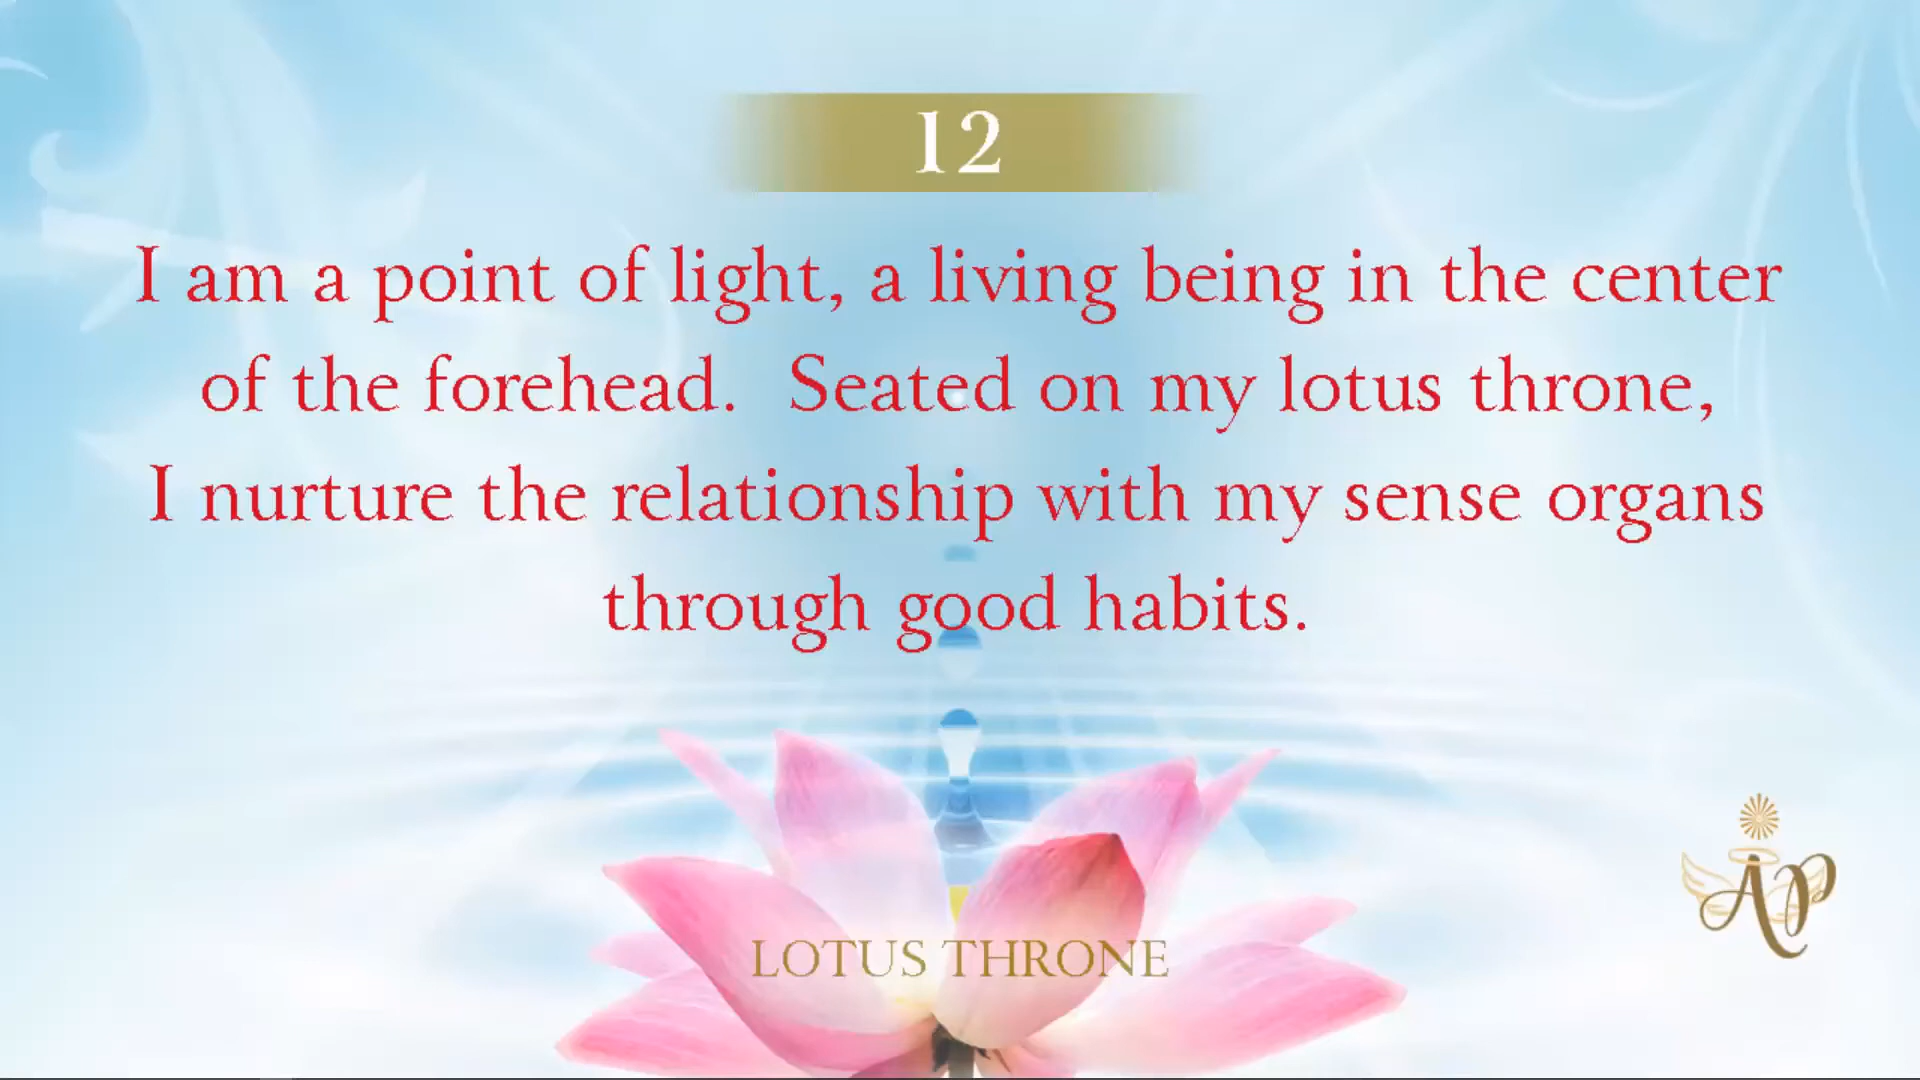 12
I am a point of light, a living being in the center
of the forehead.  Seated on my lotus throne,
I nurture the relationship with my sense organs
through good habits.
LOTUS THRONE
AP